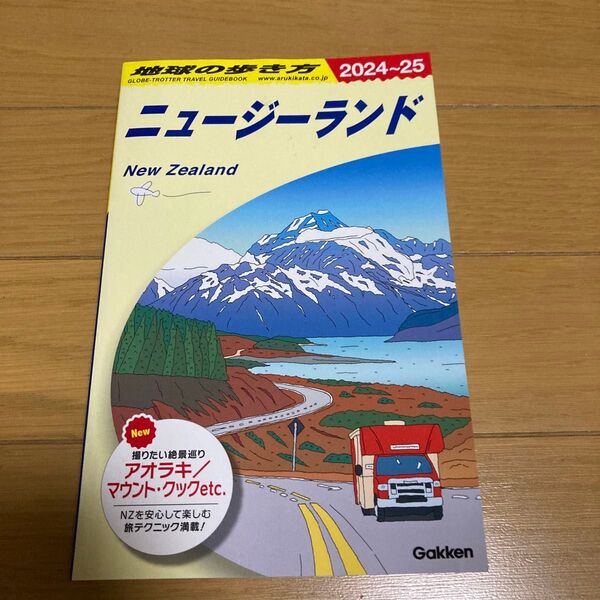 地球の歩き方
GLOBE-TROTTER TRAVEL GUIDEBOOK
www.arukikata.co.jp
2024~25
ニュージーランド
New Zealand
New
撮りたい絶景巡り
アオラキ/
マウント・クックetc.
NZを安心して楽しむ
旅テクニック満載!
Gakken